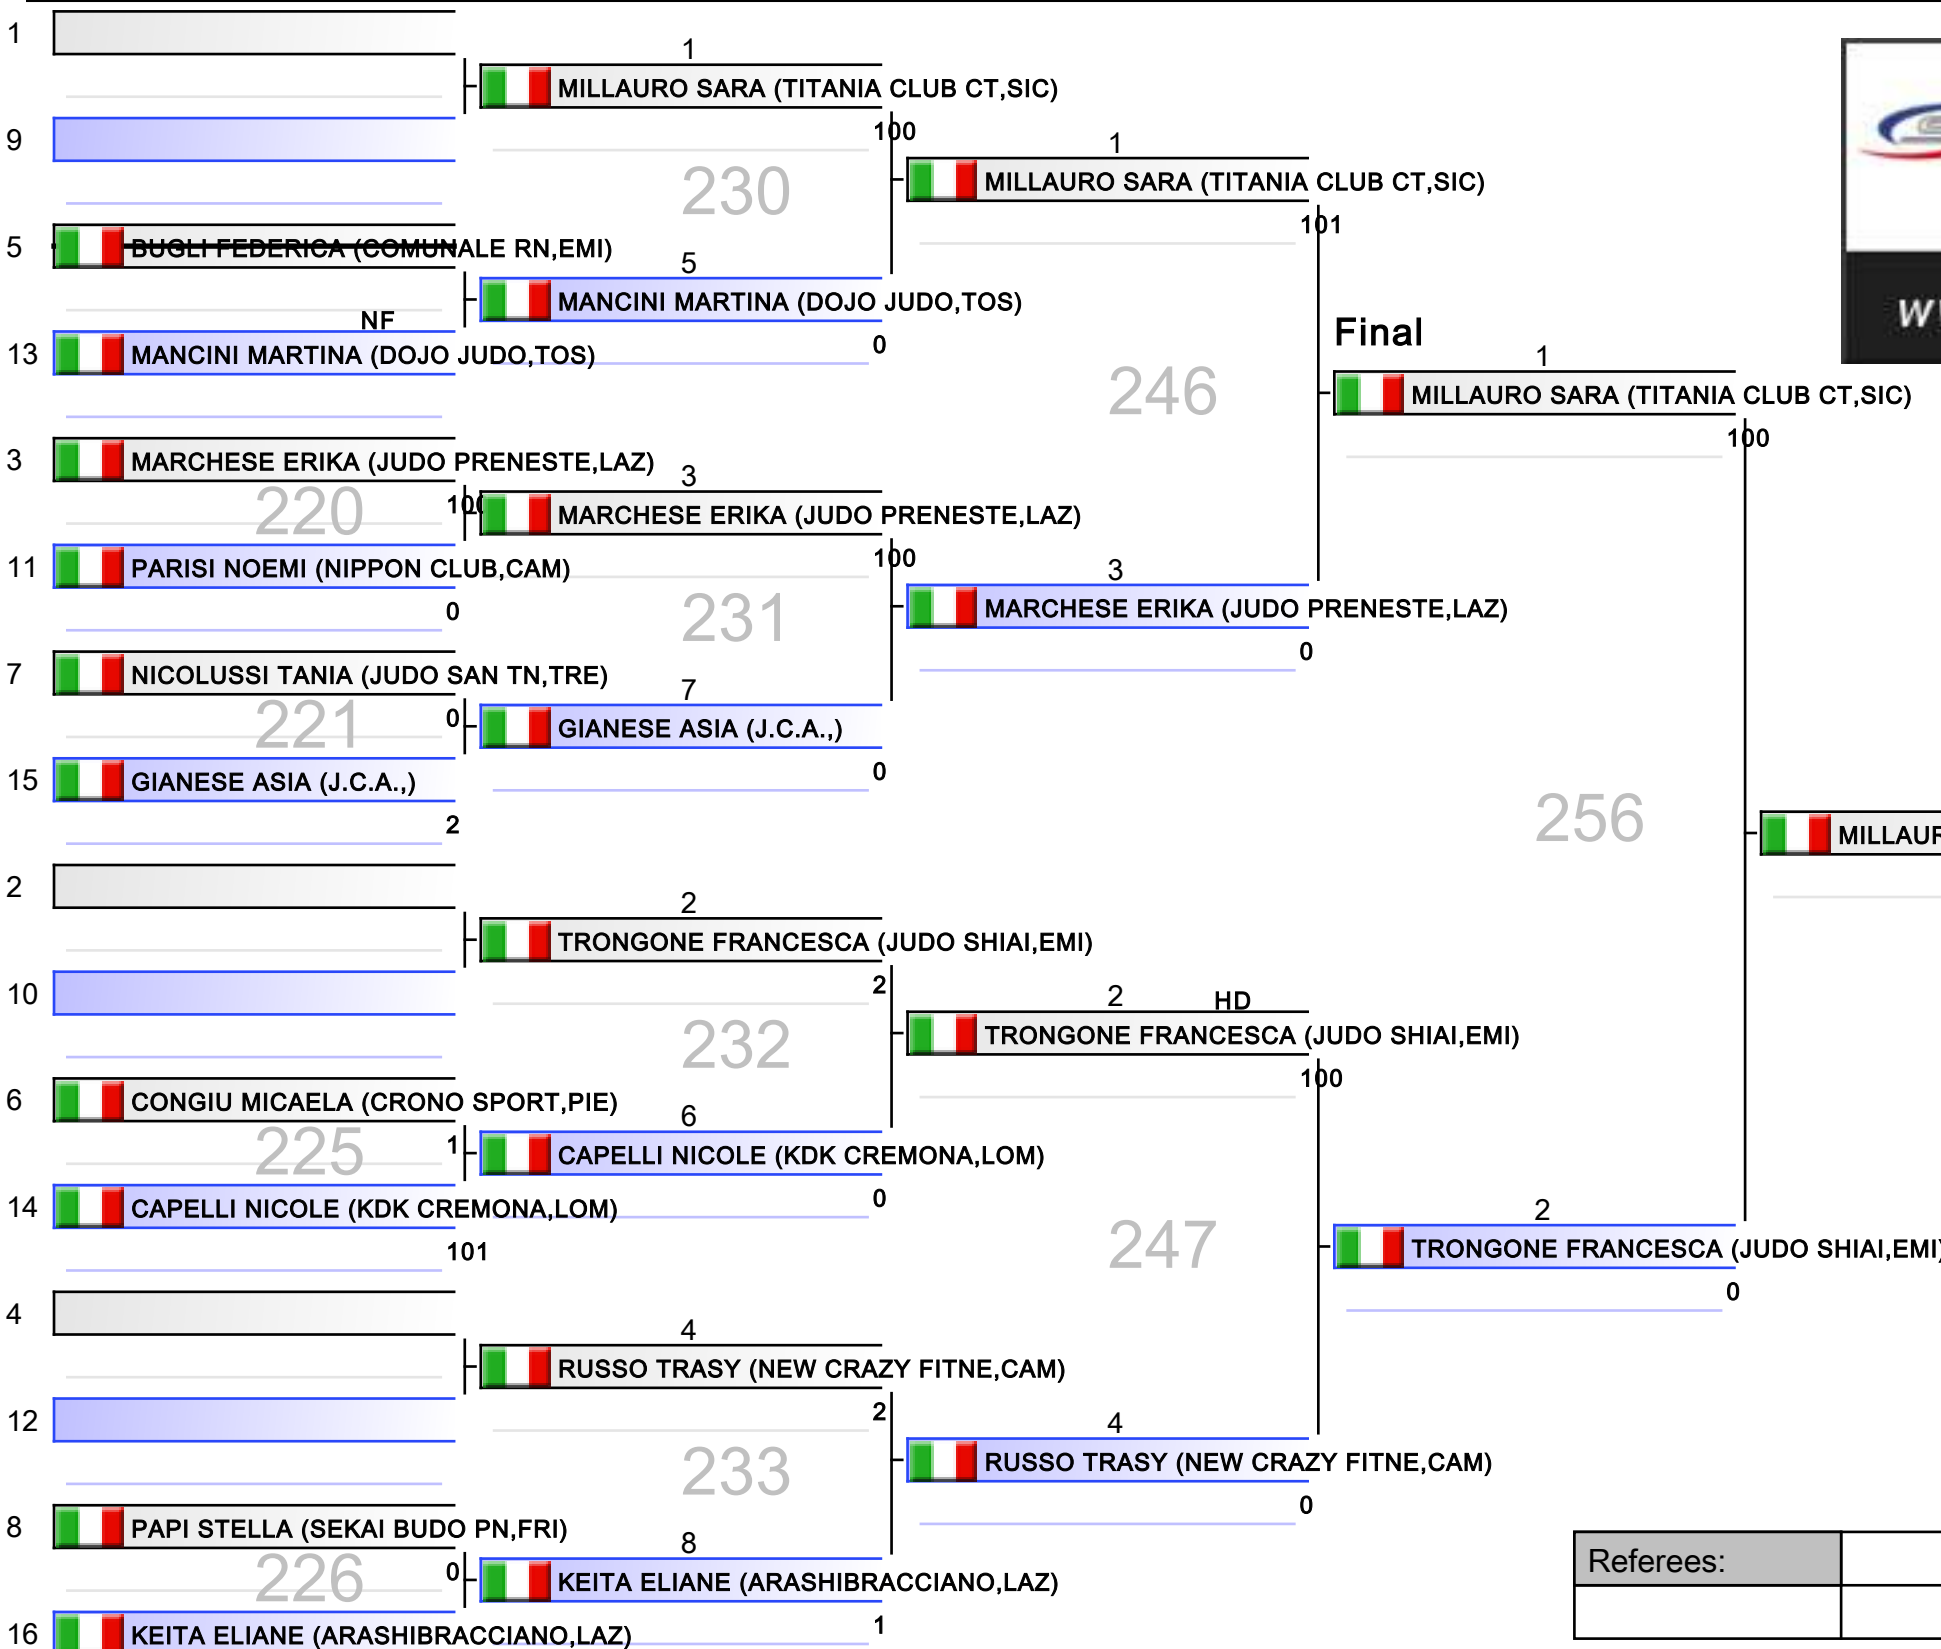 1
1
MILLAURO SARA (TITANIA CLUB CT,SIC)
9
100
1
230
MILLAURO SARA (TITANIA CLUB CT,SIC)
101
5
BUGLI FEDERICA (COMUNALE RN,EMI)
5
MANCINI MARTINA (DOJO JUDO,TOS)
NF
0
13
MANCINI MARTINA (DOJO JUDO,TOS)
Final
1
246
MILLAURO SARA (TITANIA CLUB CT,SIC)
100
3
MARCHESE ERIKA (JUDO PRENESTE,LAZ)
3
220
100
MARCHESE ERIKA (JUDO PRENESTE,LAZ)
100
11
PARISI NOEMI (NIPPON CLUB,CAM)
3
0
231
MARCHESE ERIKA (JUDO PRENESTE,LAZ)
0
7
NICOLUSSI TANIA (JUDO SAN TN,TRE)
7
221
0
GIANESE ASIA (J.C.A.,)
0
15
GIANESE ASIA (J.C.A.,)
2
256
MILLAUR
2
2
TRONGONE FRANCESCA (JUDO SHIAI,EMI)
2
10
2
HD
232
TRONGONE FRANCESCA (JUDO SHIAI,EMI)
100
6
CONGIU MICAELA (CRONO SPORT,PIE)
6
225
1
CAPELLI NICOLE (KDK CREMONA,LOM)
0
14
CAPELLI NICOLE (KDK CREMONA,LOM)
101
247
2
TRONGONE FRANCESCA (JUDO SHIAI,EMI)
0
4
4
RUSSO TRASY (NEW CRAZY FITNE,CAM)
2
12
4
233
RUSSO TRASY (NEW CRAZY FITNE,CAM)
0
8
PAPI STELLA (SEKAI BUDO PN,FRI)
8
226
0
KEITA ELIANE (ARASHIBRACCIANO,LAZ)
1
16
KEITA ELIANE (ARASHIBRACCIANO,LAZ)
Referees: